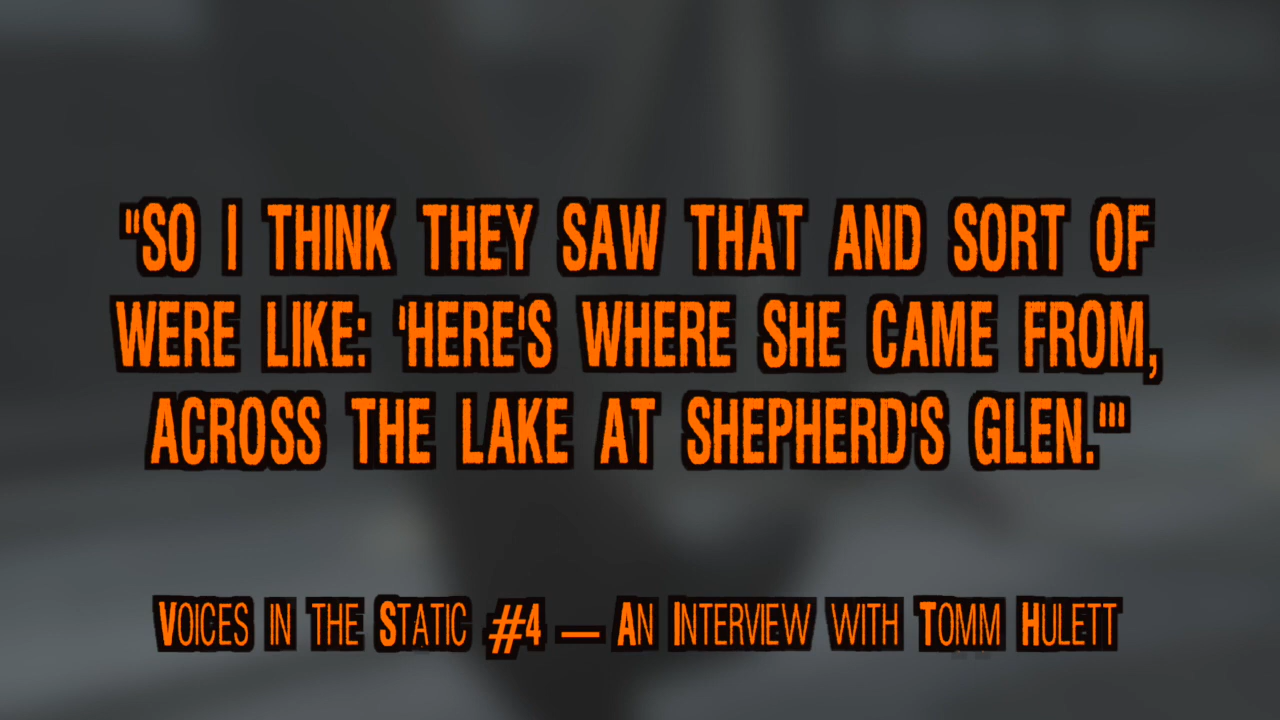 "SO I THINK THEY SAW THAT AND SORT OF
WERE LIKE: 'HERE'S WHERE SHE CAME FROM,
ACROSS THE LAKE AT SHEPHERD'S GLEN.'"
VOICES IN THE STATIC #4 — AN INTERVIEW WITH TOMM HULETT